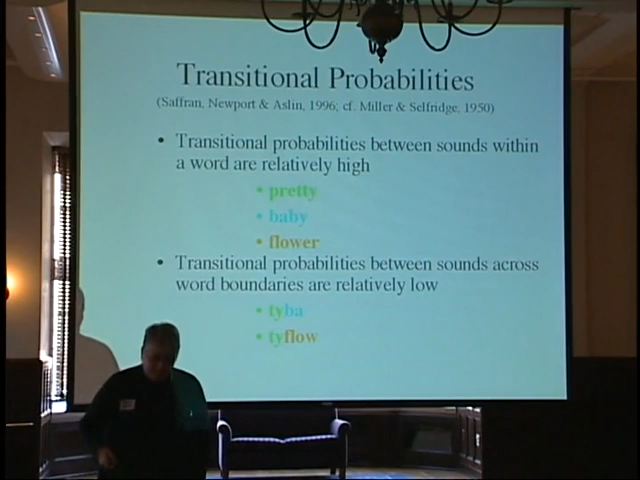 Transitional Probabilities
(Saffran, Newport & Aslin, 1996; cf. Miller & Selfridge, 1950)
• Transitional probabilities between sounds within
a word are relatively high
• pretty
• baby
• flower
• Transitional probabilities between sounds across
word boundaries are relatively low
• tyba
• tyflow